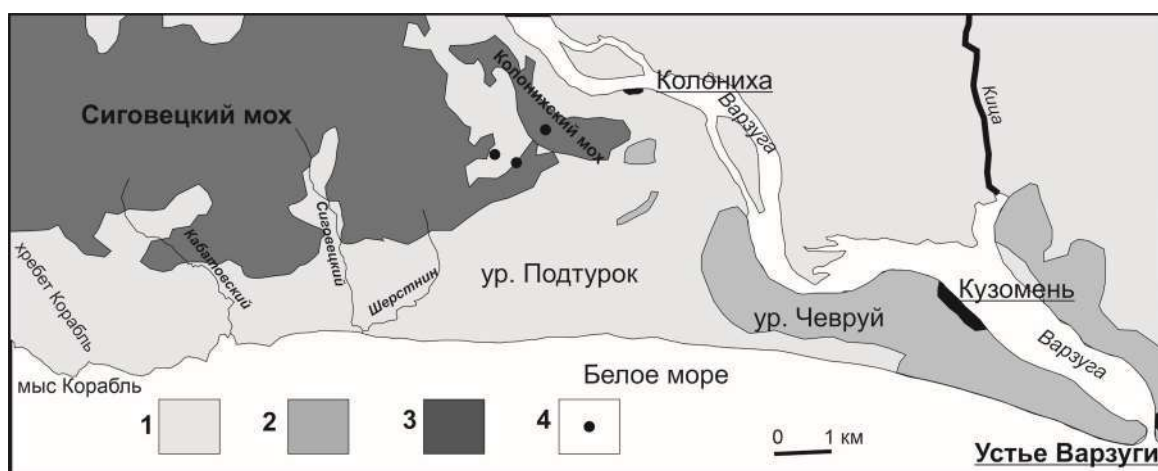 Колониха
Варзуга
Кица
Колонихский мох
Сиговецкий мох
Сиговецкий
Кабатовский
Шерстнин
хребет Корабль
ур. Подтурок
Кузомень
ур. Чевруй
Варзуга
мыс Корабль
Белое море
1
2
3
4
0 1 км
Устье Варзуги